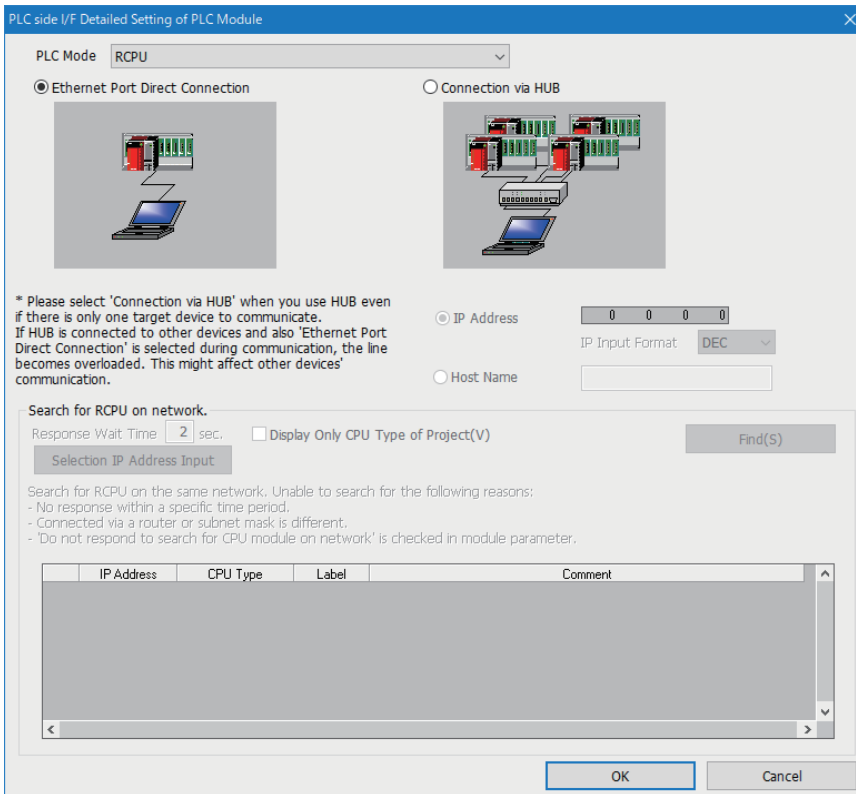 PLC side I/F Detailed Setting of PLC Module
PLC Mode RCPU
Ethernet Port Direct Connection
Connection via HUB
* Please select 'Connection via HUB' when you use HUB even
if there is only one target device to communicate.
If HUB is connected to other devices and also 'Ethernet Port
Direct Connection' is selected during communication, the line
becomes overloaded. This might affect other devices'
communication.
IP Address 0 0 0 0
IP Input Format DEC
Host Name
Search for RCPU on network.
Response Wait Time 2 sec. Display Only CPU Type of Project(V) Find(S)
Selection IP Address Input
Search for RCPU on the same network. Unable to search for the following reasons:
- No response within a specific time period.
- Connected via a router or subnet mask is different.
- 'Do not respond to search for CPU module on network' is checked in module parameter.
IP Address CPU Type Label Comment
OK Cancel